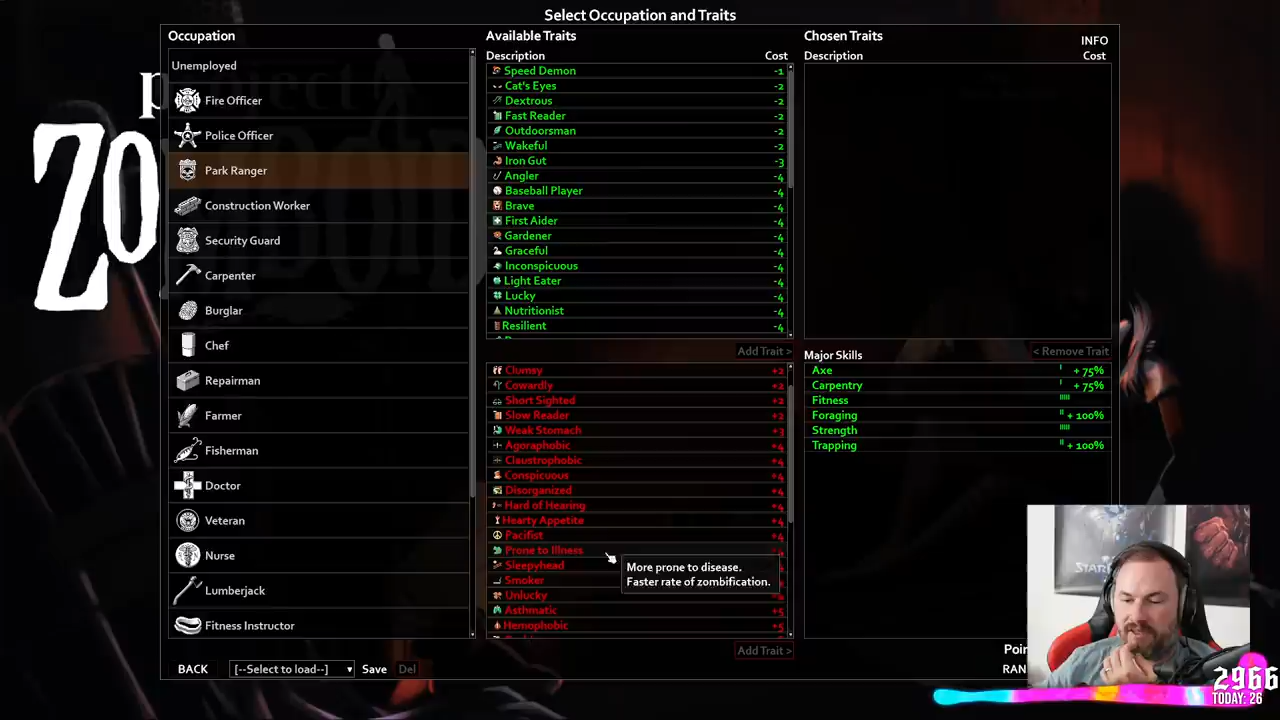 Select Occupation and Traits
Occupation
Unemployed
Fire Officer
Police Officer
Park Ranger
Construction Worker
Security Guard
Carpenter
Burglar
Chef
Repairman
Farmer
Fisherman
Doctor
Veteran
Nurse
Lumberjack
Fitness Instructor
BACK
[--Select to load--]
Save
Del
Available Traits
Description Cost
Speed Demon -1
Cat's Eyes -2
Dextrous -2
Fast Reader -2
Outdoorsman -2
Wakeful -2
Iron Gut -3
Angler -4
Baseball Player -4
Brave -4
First Aider -4
Gardener -4
Graceful -4
Inconspicuous -4
Light Eater -4
Lucky -4
Nutritionist -4
Resilient -4
Add Trait >
Clumsy +2
Cowardly +2
Short Sighted +2
Slow Reader +2
Weak Stomach +3
Agoraphobic +4
Claustrophobic +4
Conspicuous +4
Disorganized +4
Hard of Hearing +4
Hearty Appetite +4
Pacifist +4
Prone to Illness
Sleepyhead
Smoker
Unlucky
Asthmatic +5
Hemophobic +5
More prone to disease.
Faster rate of zombification.
Add Trait >
Chosen Traits
INFO
Description Cost
< Remove Trait
Major Skills
Axe + 75%
Carpentry + 75%
Fitness
Foraging + 100%
Strength
Trapping + 100%
Poin
RAN
2966
TODAY: 26